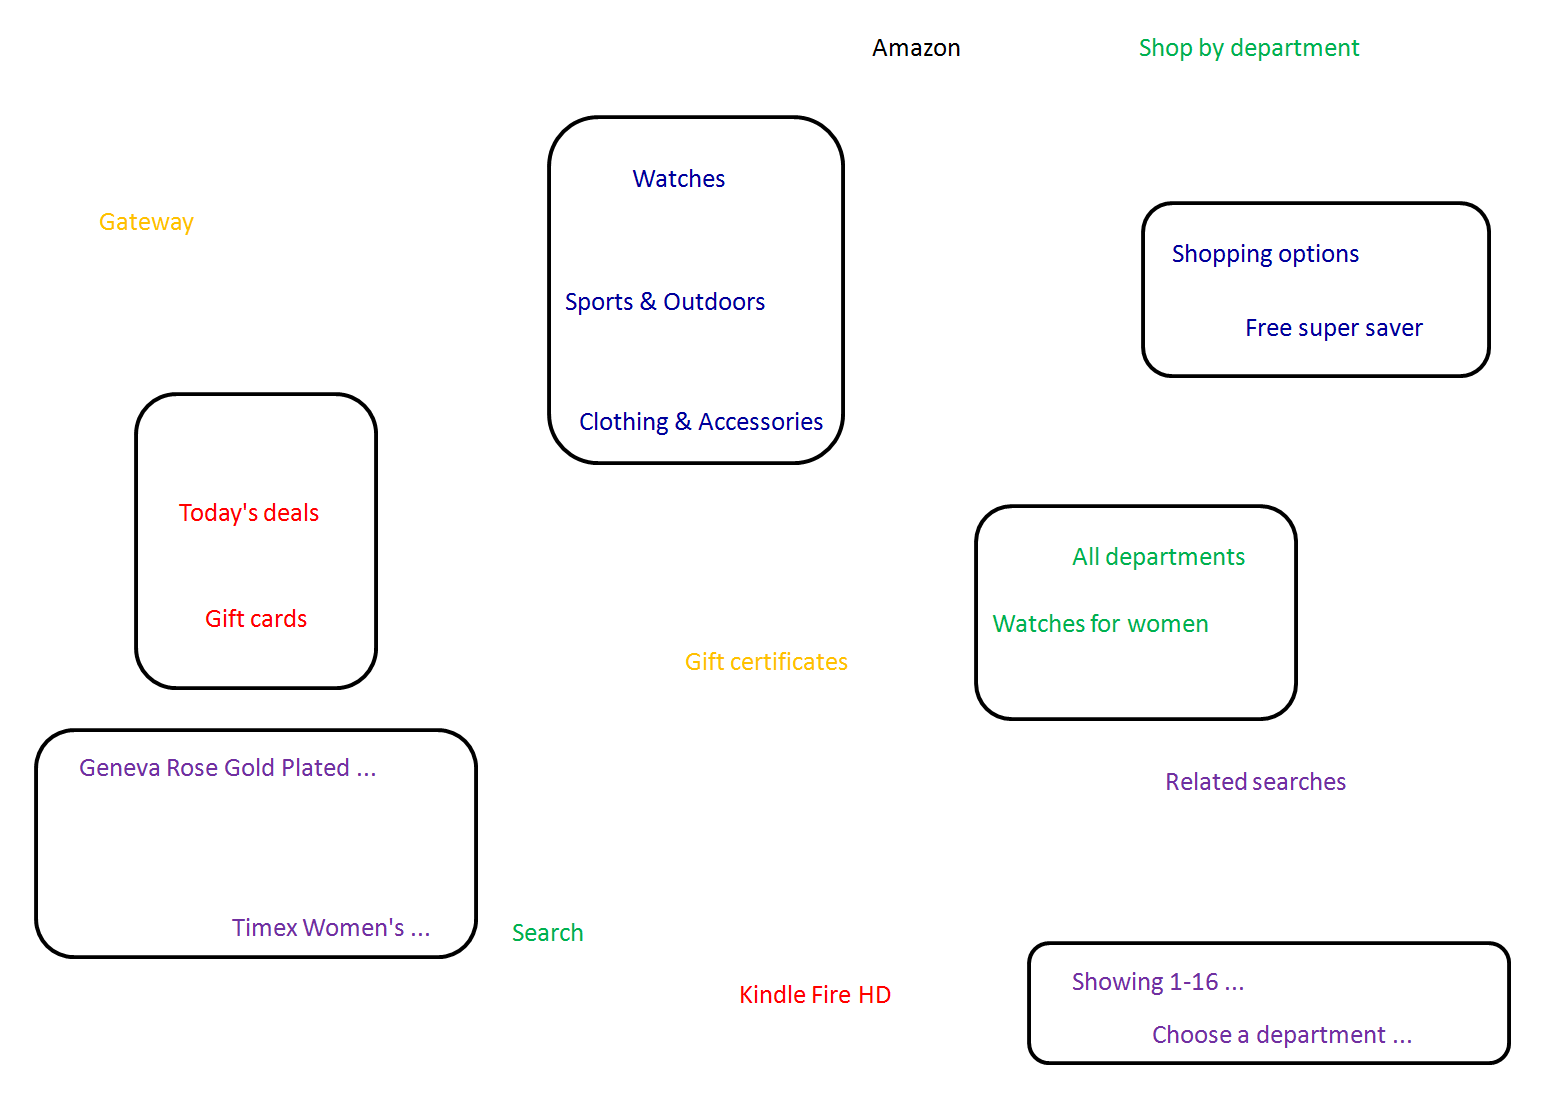 Amazon
Shop by department
Watches
Gateway
Shopping options
Sports & Outdoors
Free super saver
Clothing & Accessories
Today's deals
All departments
Gift cards
Watches for women
Gift certificates
Geneva Rose Gold Plated ...
Related searches
Timex Women's ...
Search
Showing 1-16 ...
Kindle Fire HD
Choose a department ...